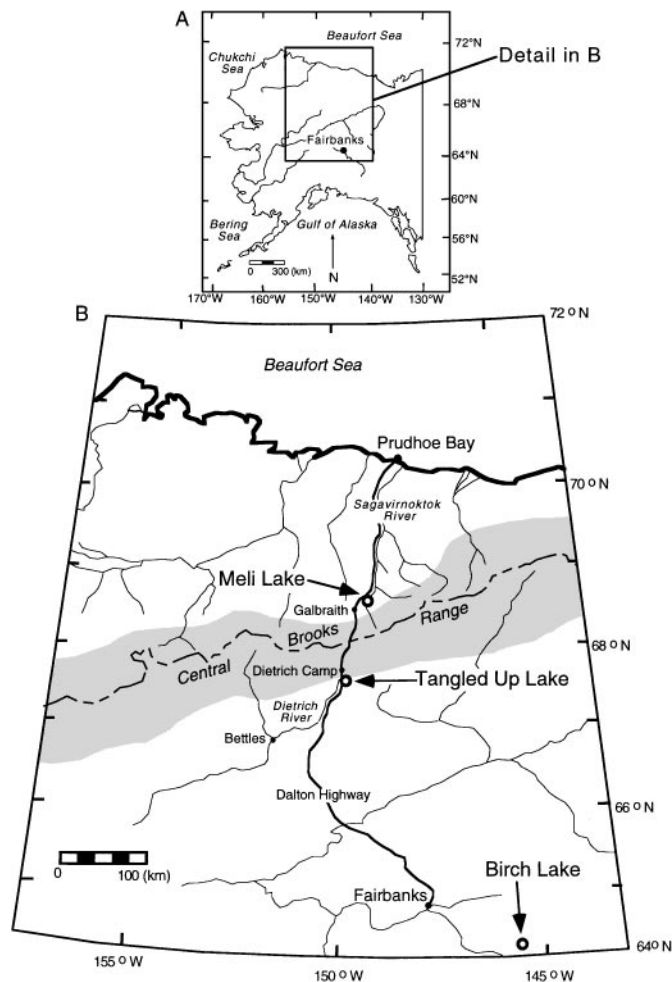 A
Beaufort Sea
72°N
Chukchi
Sea
Detail in B
68°N
Fairbanks
64°N
60°N
Bering
Sea
Gulf of Alaska
56°N
0 300 (km)
N
52°N
170°W 160°W 150°W 140°W 130°W
B
72 o N
Beaufort Sea
Prudhoe Bay
70 o N
Sagavirnoktok
River
Meli Lake
Galbraith
Brooks
Range
68 o N
Central
Dietrich Camp
Tangled Up Lake
Dietrich
River
Bettles
Dalton Highway
66 o N
0 100 (km)
Birch Lake
Fairbanks
64 o N
155 o W
150 o W
145 o W